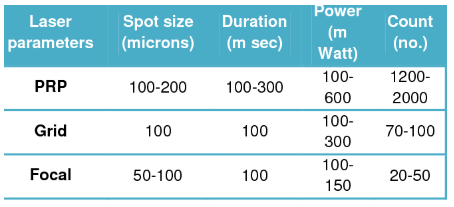 Laser parameters Spot size (microns) Duration (m sec) Power (m Watt) Count (no.)
PRP 100-200 100-300 100-600 1200-2000
Grid 100 100 100-300 70-100
Focal 50-100 100 100-150 20-50